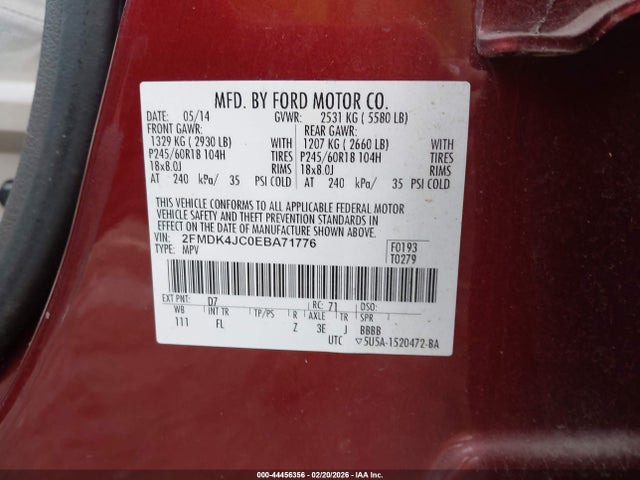 MFD. BY FORD MOTOR CO.
DATE: 05/14 GVWR: 2531 KG ( 5580 LB)
FRONT GAWR: REAR GAWR:
1329 KG ( 2930 LB) WITH 1207 KG ( 2660 LB) WITH
P245/60R18 104H TIRES P245/60R18 104H TIRES
18x8.0J RIMS 18x8.0J RIMS
AT 240 kPa/ 35 PSI COLD AT 240 kPa/ 35 PSI COLD
THIS VEHICLE CONFORMS TO ALL APPLICABLE FEDERAL MOTOR
VEHICLE SAFETY AND THEFT PREVENTION STANDARDS IN
EFFECT ON THE DATE OF MANUFACTURE SHOWN ABOVE.
VIN: 2FMDK4JC0EBA71776 F0193
TYPE: MPV T0279
EXT PNT: D7 RC: 71 DSO:
WB INT TR TP/PS R AXLE TR SPR
111 FL Z 3E J BBBB
UTC ▽5U5A-1520472-BA
000-44456356 | 02/20/2026 | IAA, Inc.